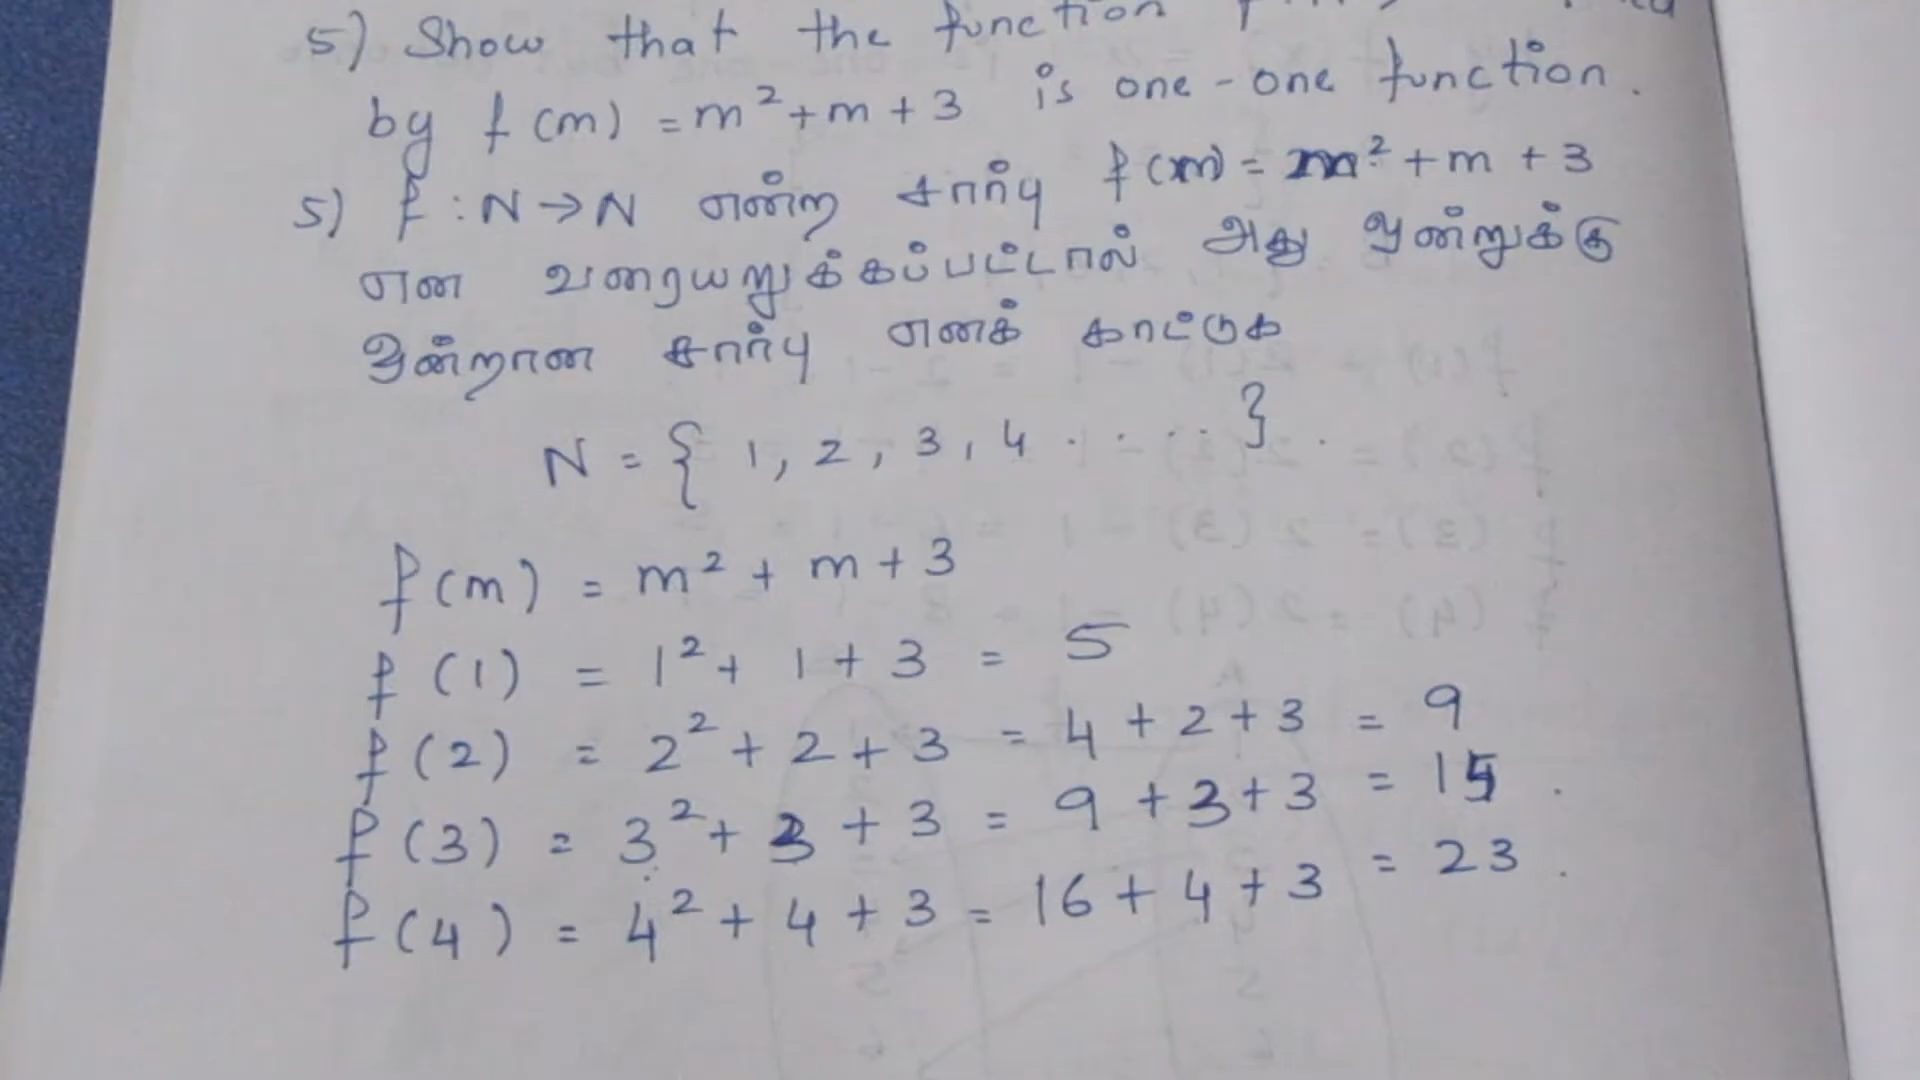 5) Show that the function
by f(m) = m² + m + 3 is one-one function.
5) f : N → N என்ற சார்பு f(m) = m² + m + 3
என வரையறுக்கப்பட்டால் அது ஒன்றுக்கு
ஒன்றான சார்பு எனக் காட்டுக
N = { 1, 2, 3, 4 ..... } .
f(m) = m² + m + 3
f(1) = 1² + 1 + 3 = 5
f(2) = 2² + 2 + 3 = 4 + 2 + 3 = 9
f(3) = 3² + 3 + 3 = 9 + 3 + 3 = 15 .
f(4) = 4² + 4 + 3 = 16 + 4 + 3 = 23 .